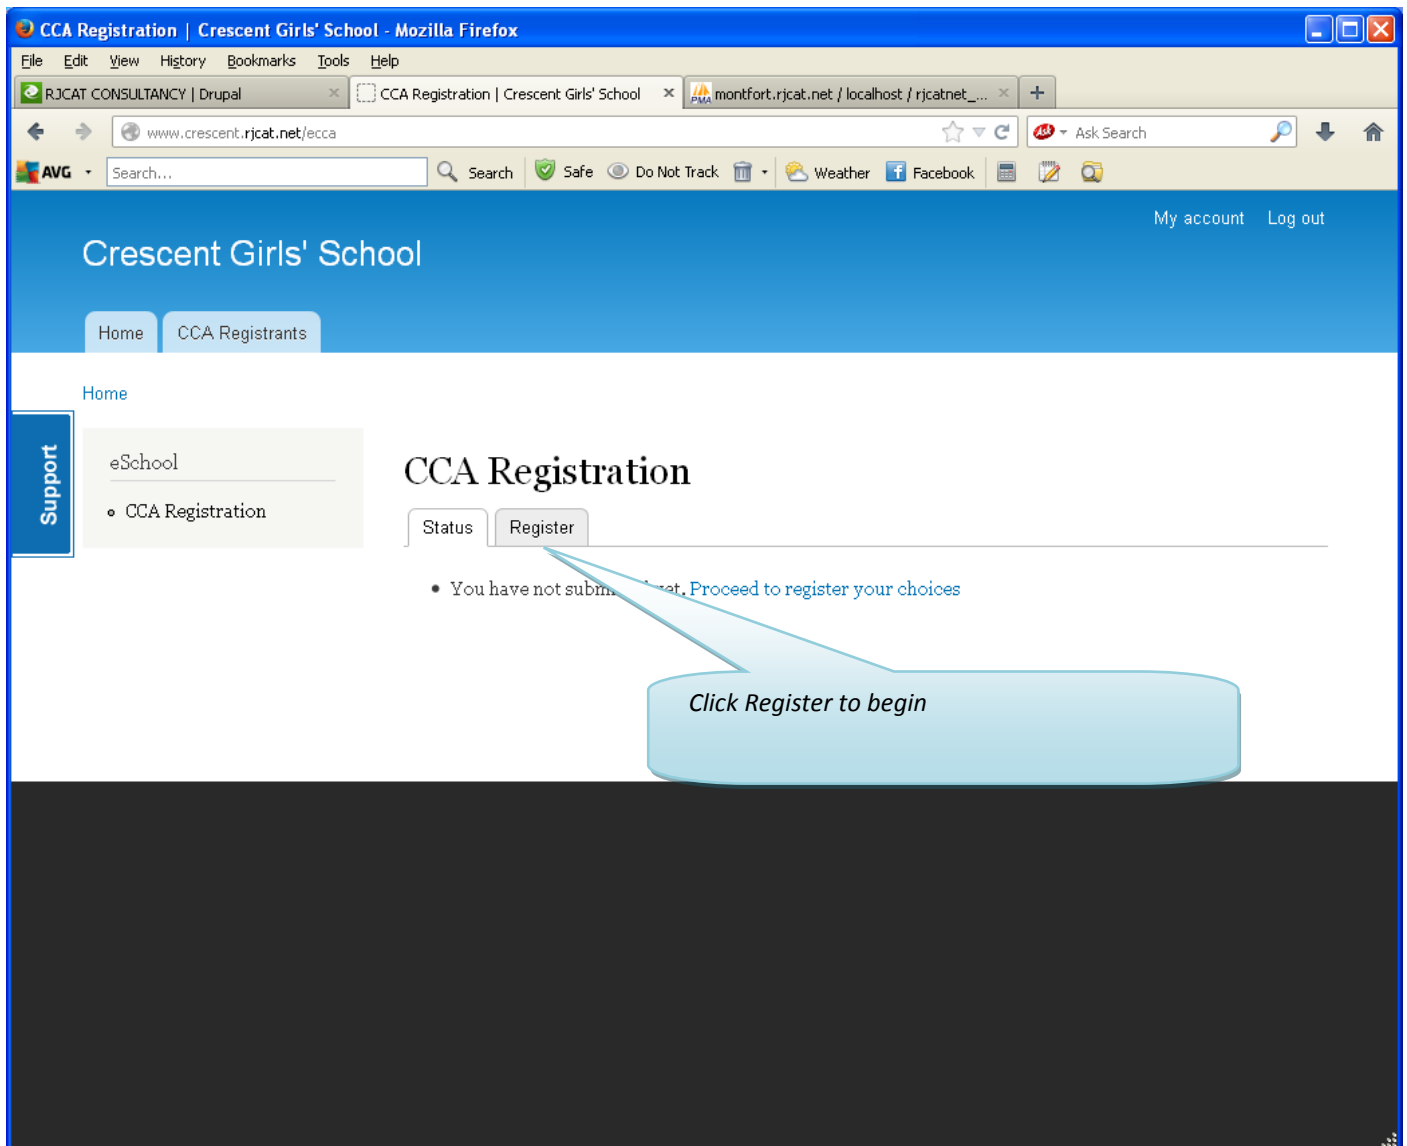 CCA Registration | Crescent Girls' School - Mozilla Firefox
File Edit View History Bookmarks Tools Help
RJCAT CONSULTANCY | Drupal CCA Registration | Crescent Girls' School montfort.rjcat.net / localhost / rjcatnet_...
www.crescent.rjcat.net/ecca Ask Search
AVG Search... Search Safe Do Not Track Weather Facebook
My account Log out
Crescent Girls' School
Home CCA Registrants
Home
Support
eSchool
CCA Registration
CCA Registration
Status Register
You have not yet. Proceed to register your choices
Click Register to begin